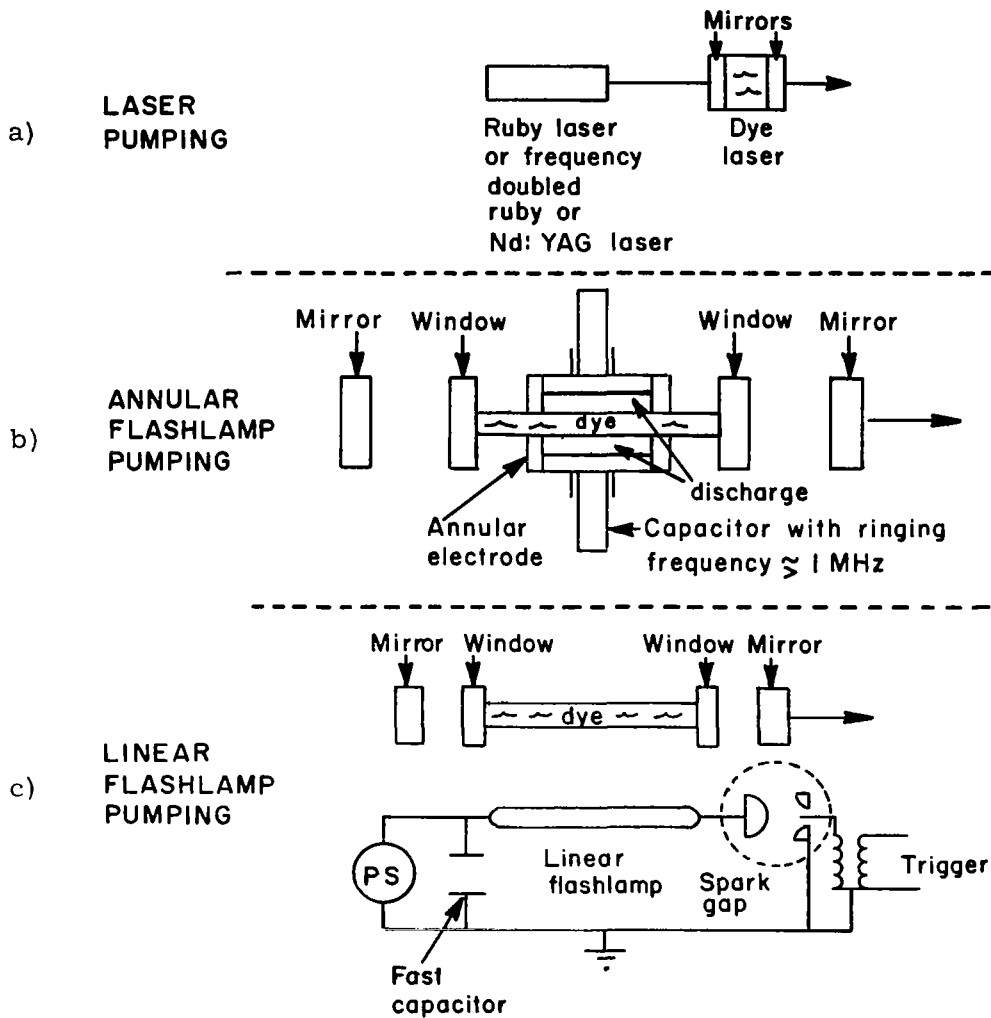 Mirrors
a)
LASER
PUMPING
Ruby laser
or frequency
doubled
ruby or
Nd: YAG laser
Dye
laser
Mirror
Window
Window
Mirror
b)
ANNULAR
FLASHLAMP
PUMPING
dye
discharge
Annular
electrode
Capacitor with ringing
frequency ≳ 1 MHz
Mirror
Window
Window
Mirror
dye
c)
LINEAR
FLASHLAMP
PUMPING
PS
Linear
flashlamp
Spark
gap
Trigger
Fast
capacitor